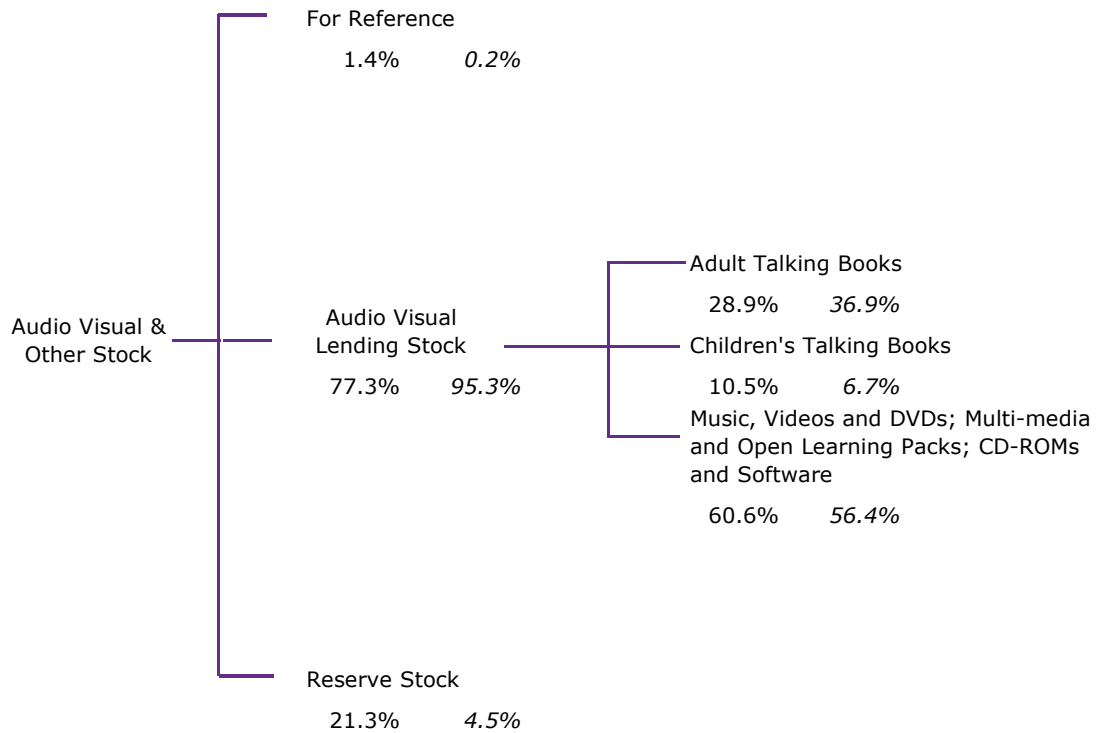 For Reference
1.4% 0.2%
Audio Visual &
Other Stock
Audio Visual
Lending Stock
77.3% 95.3%
Adult Talking Books
28.9% 36.9%
Children's Talking Books
10.5% 6.7%
Music, Videos and DVDs; Multi-media
and Open Learning Packs; CD-ROMs
and Software
60.6% 56.4%
Reserve Stock
21.3% 4.5%